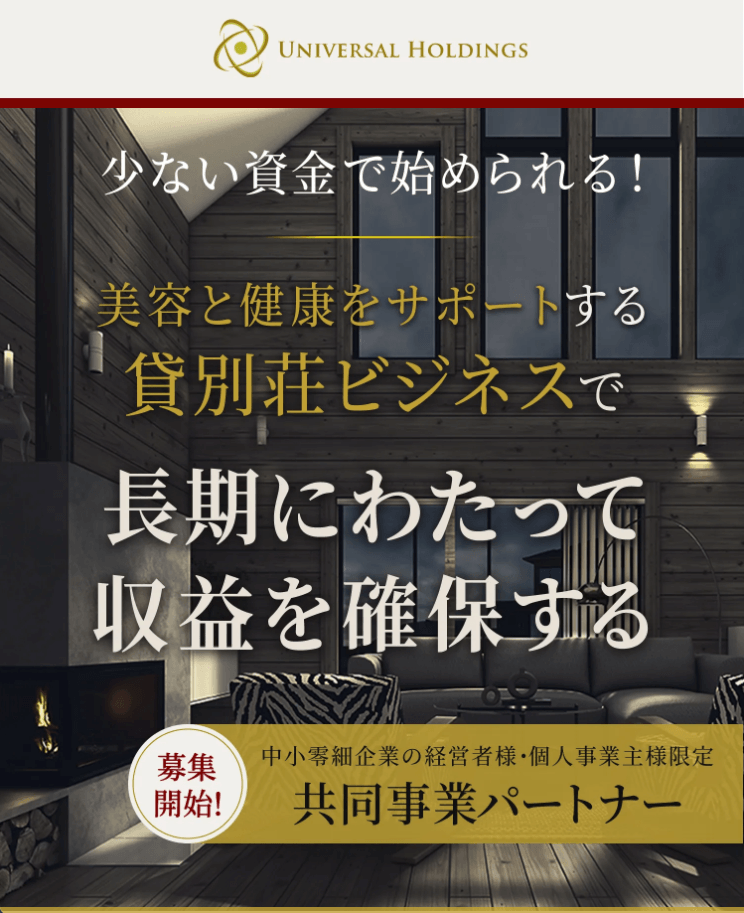 UNIVERSAL HOLDINGS
少ない資金で始められる!
美容と健康をサポートする
貸別荘ビジネスで
長期にわたって
収益を確保する
募集
開始!
中小零細企業の経営者様・個人事業主様限定
共同事業パートナー